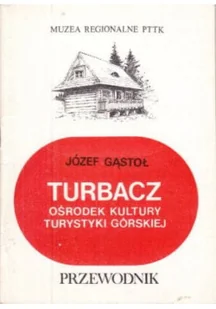 MUZEA REGIONALNE PTTK
JÓZEF GĄSTOŁ
TURBACZ
OŚRODEK KULTURY
TURYSTYKI GÓRSKIEJ
PRZEWODNIK